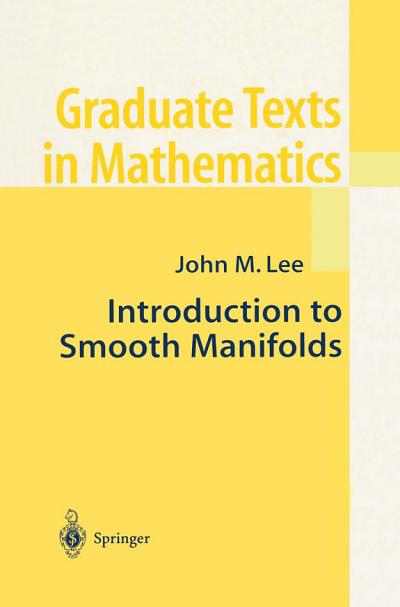 Graduate Texts
in Mathematics
John M. Lee
Introduction to
Smooth Manifolds
Springer